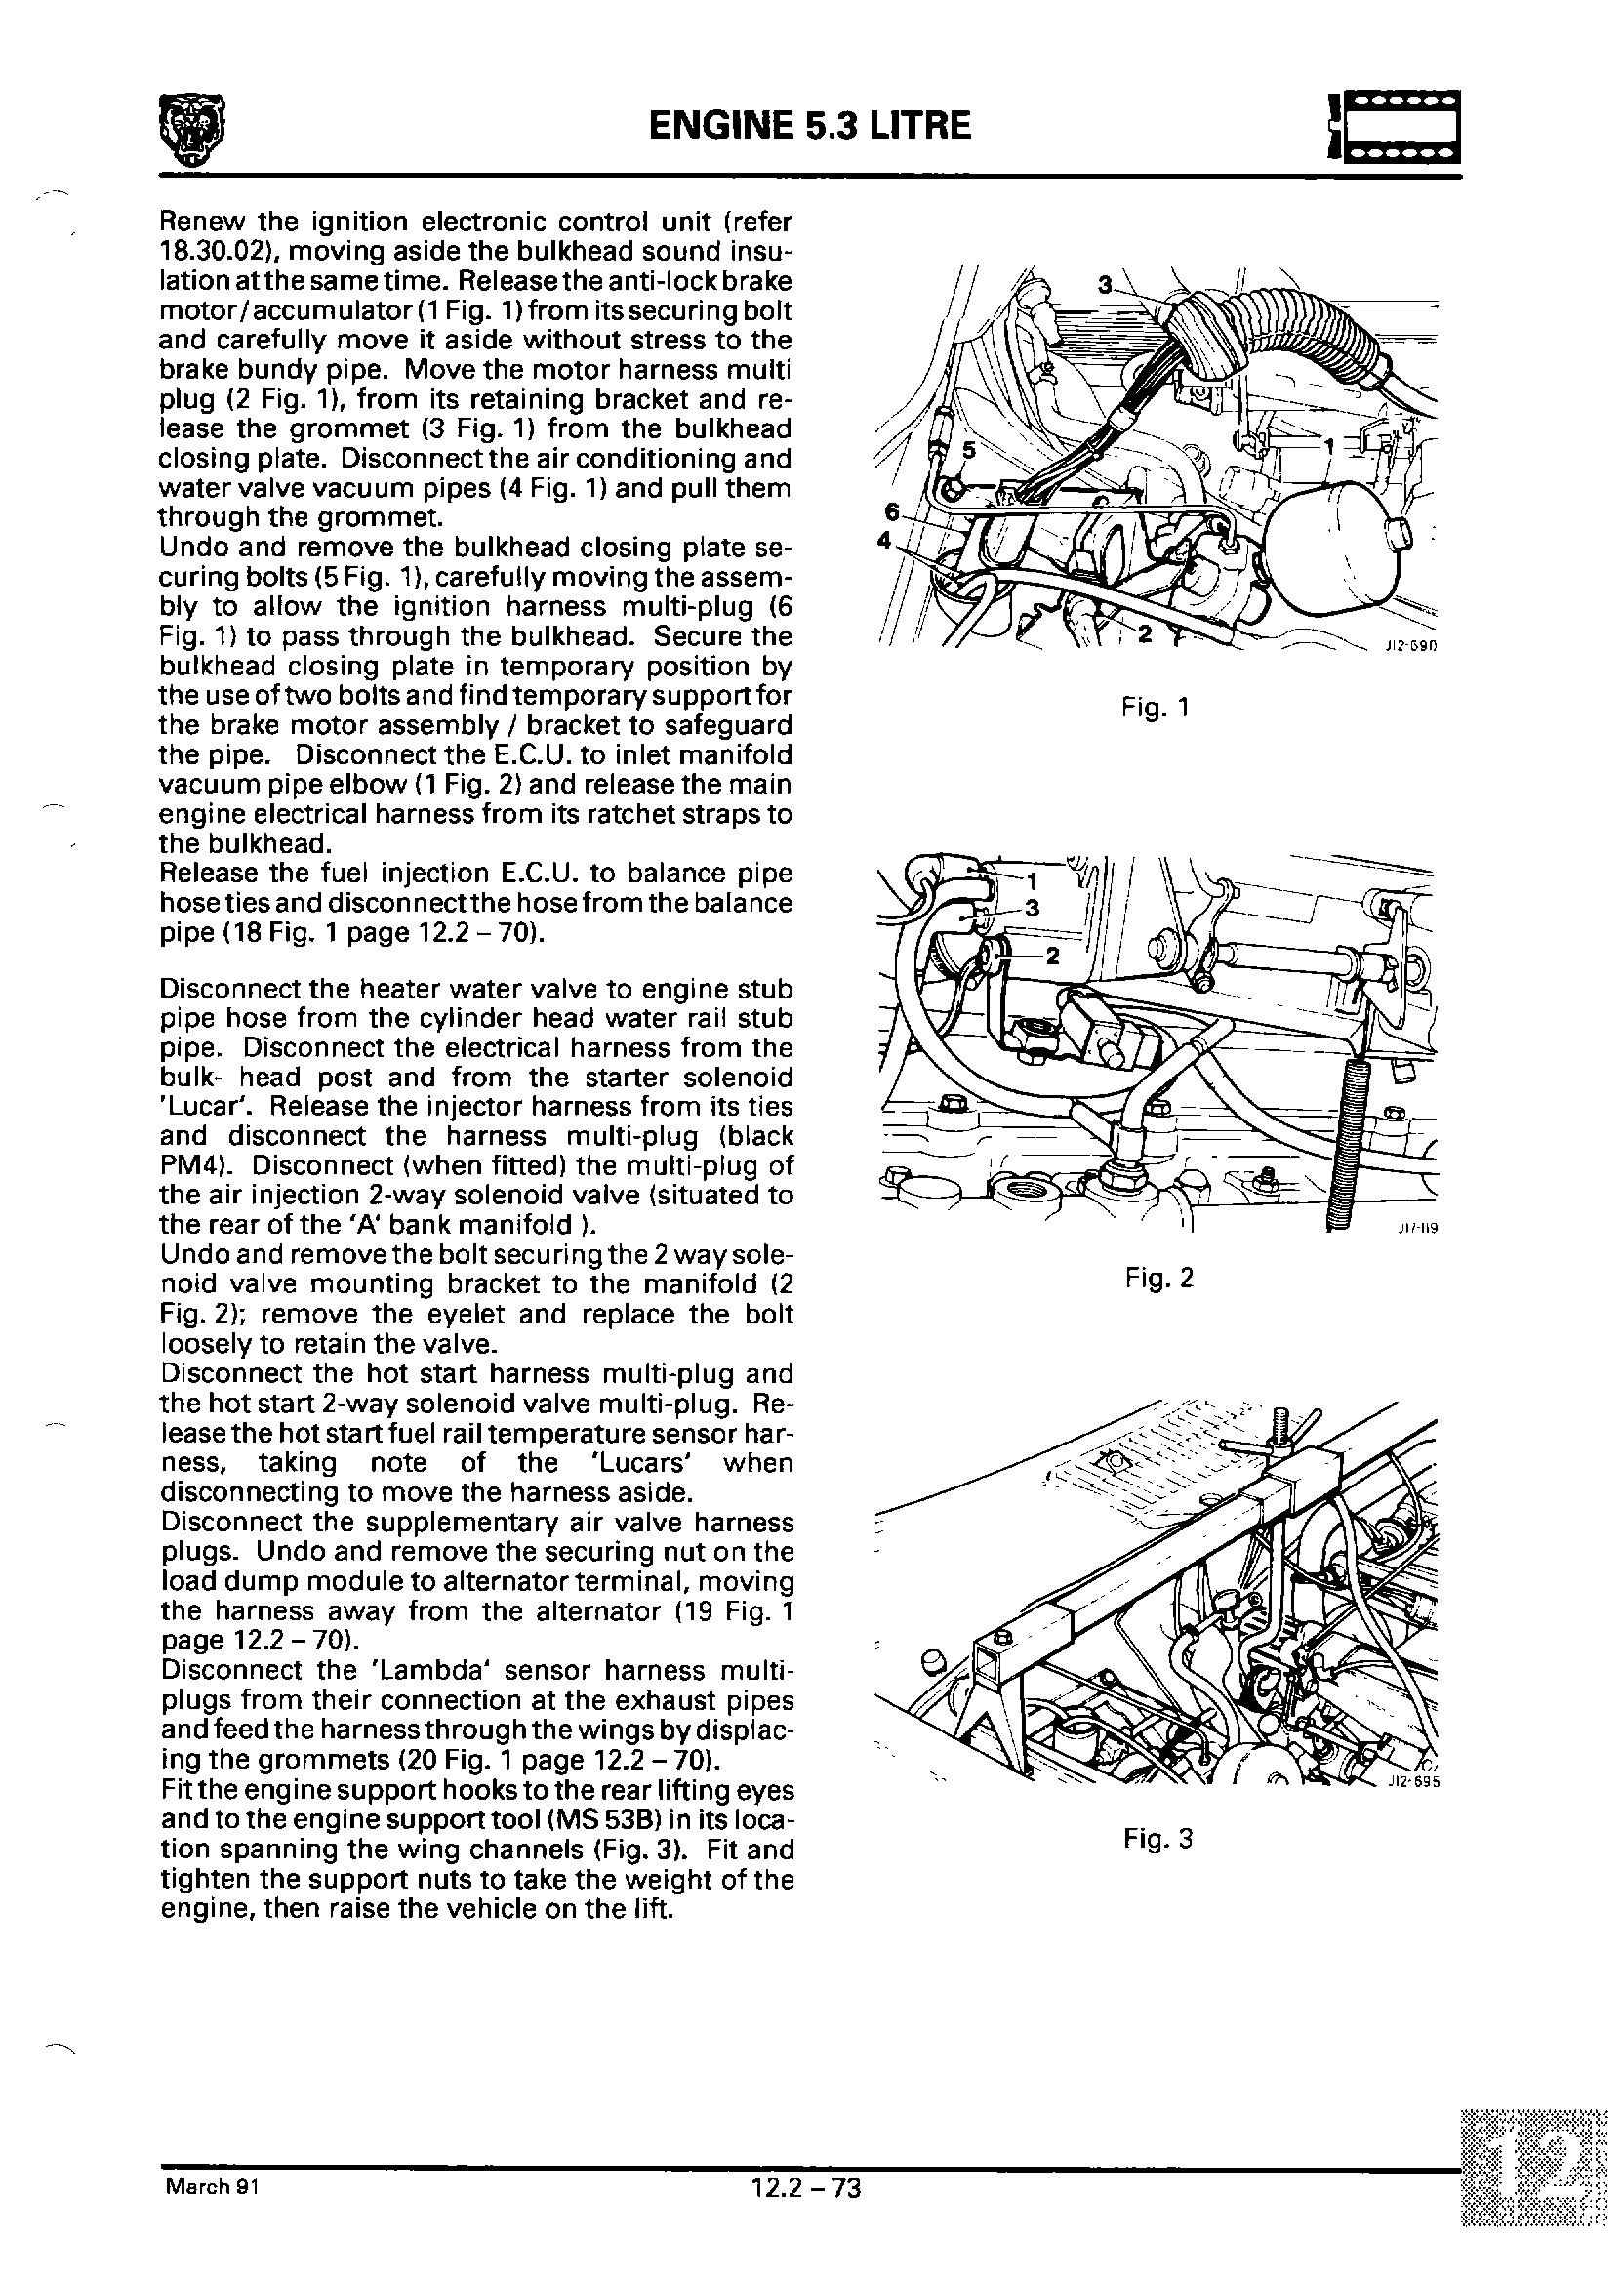 ENGINE 5.3 LITRE
Renew the ignition electronic control unit (refer
18.30.02), moving aside the bulkhead sound insu-
lation at the same time. Release the anti-lock brake
motor/accumulator (1 Fig. 1) from its securing bolt
and carefully move it aside without stress to the
brake bundy pipe. Move the motor harness multi
plug (2 Fig. 1), from its retaining bracket and re-
lease the grommet (3 Fig. 1) from the bulkhead
closing plate. Disconnect the air conditioning and
water valve vacuum pipes (4 Fig. 1) and pull them
through the grommet.
Undo and remove the bulkhead closing plate se-
curing bolts (5 Fig. 1), carefully moving the assem-
bly to allow the ignition harness multi-plug (6
Fig. 1) to pass through the bulkhead. Secure the
bulkhead closing plate in temporary position by
the use of two bolts and find temporary support for
the brake motor assembly / bracket to safeguard
the pipe. Disconnect the E.C.U. to inlet manifold
vacuum pipe elbow (1 Fig. 2) and release the main
engine electrical harness from its ratchet straps to
the bulkhead.
Release the fuel injection E.C.U. to balance pipe
hose ties and disconnect the hose from the balance
pipe (18 Fig. 1 page 12.2 – 70).
Disconnect the heater water valve to engine stub
pipe hose from the cylinder head water rail stub
pipe. Disconnect the electrical harness from the
bulk- head post and from the starter solenoid
'Lucar'. Release the injector harness from its ties
and disconnect the harness multi-plug (black
PM4). Disconnect (when fitted) the multi-plug of
the air injection 2-way solenoid valve (situated to
the rear of the 'A' bank manifold ).
Undo and remove the bolt securing the 2 way sole-
noid valve mounting bracket to the manifold (2
Fig. 2); remove the eyelet and replace the bolt
loosely to retain the valve.
Disconnect the hot start harness multi-plug and
the hot start 2-way solenoid valve multi-plug. Re-
lease the hot start fuel rail temperature sensor har-
ness, taking note of the 'Lucars' when
disconnecting to move the harness aside.
Disconnect the supplementary air valve harness
plugs. Undo and remove the securing nut on the
load dump module to alternator terminal, moving
the harness away from the alternator (19 Fig. 1
page 12.2 – 70).
Disconnect the 'Lambda' sensor harness multi-
plugs from their connection at the exhaust pipes
and feed the harness through the wings by displac-
ing the grommets (20 Fig. 1 page 12.2 – 70).
Fit the engine support hooks to the rear lifting eyes
and to the engine support tool (MS 53B) in its loca-
tion spanning the wing channels (Fig. 3). Fit and
tighten the support nuts to take the weight of the
engine, then raise the vehicle on the lift.
3
1
5
6
4
2
J12-690
Fig. 1
1
3
2
J17-119
Fig. 2
J12-695
Fig. 3
March 91
12.2 – 73
12